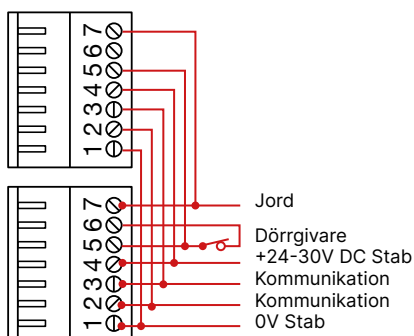 7
6
5
4
3
2
1
7
6
5
4
3
2
1
Jord
Dörrgivare
+24-30V DC Stab
Kommunikation
Kommunikation
0V Stab